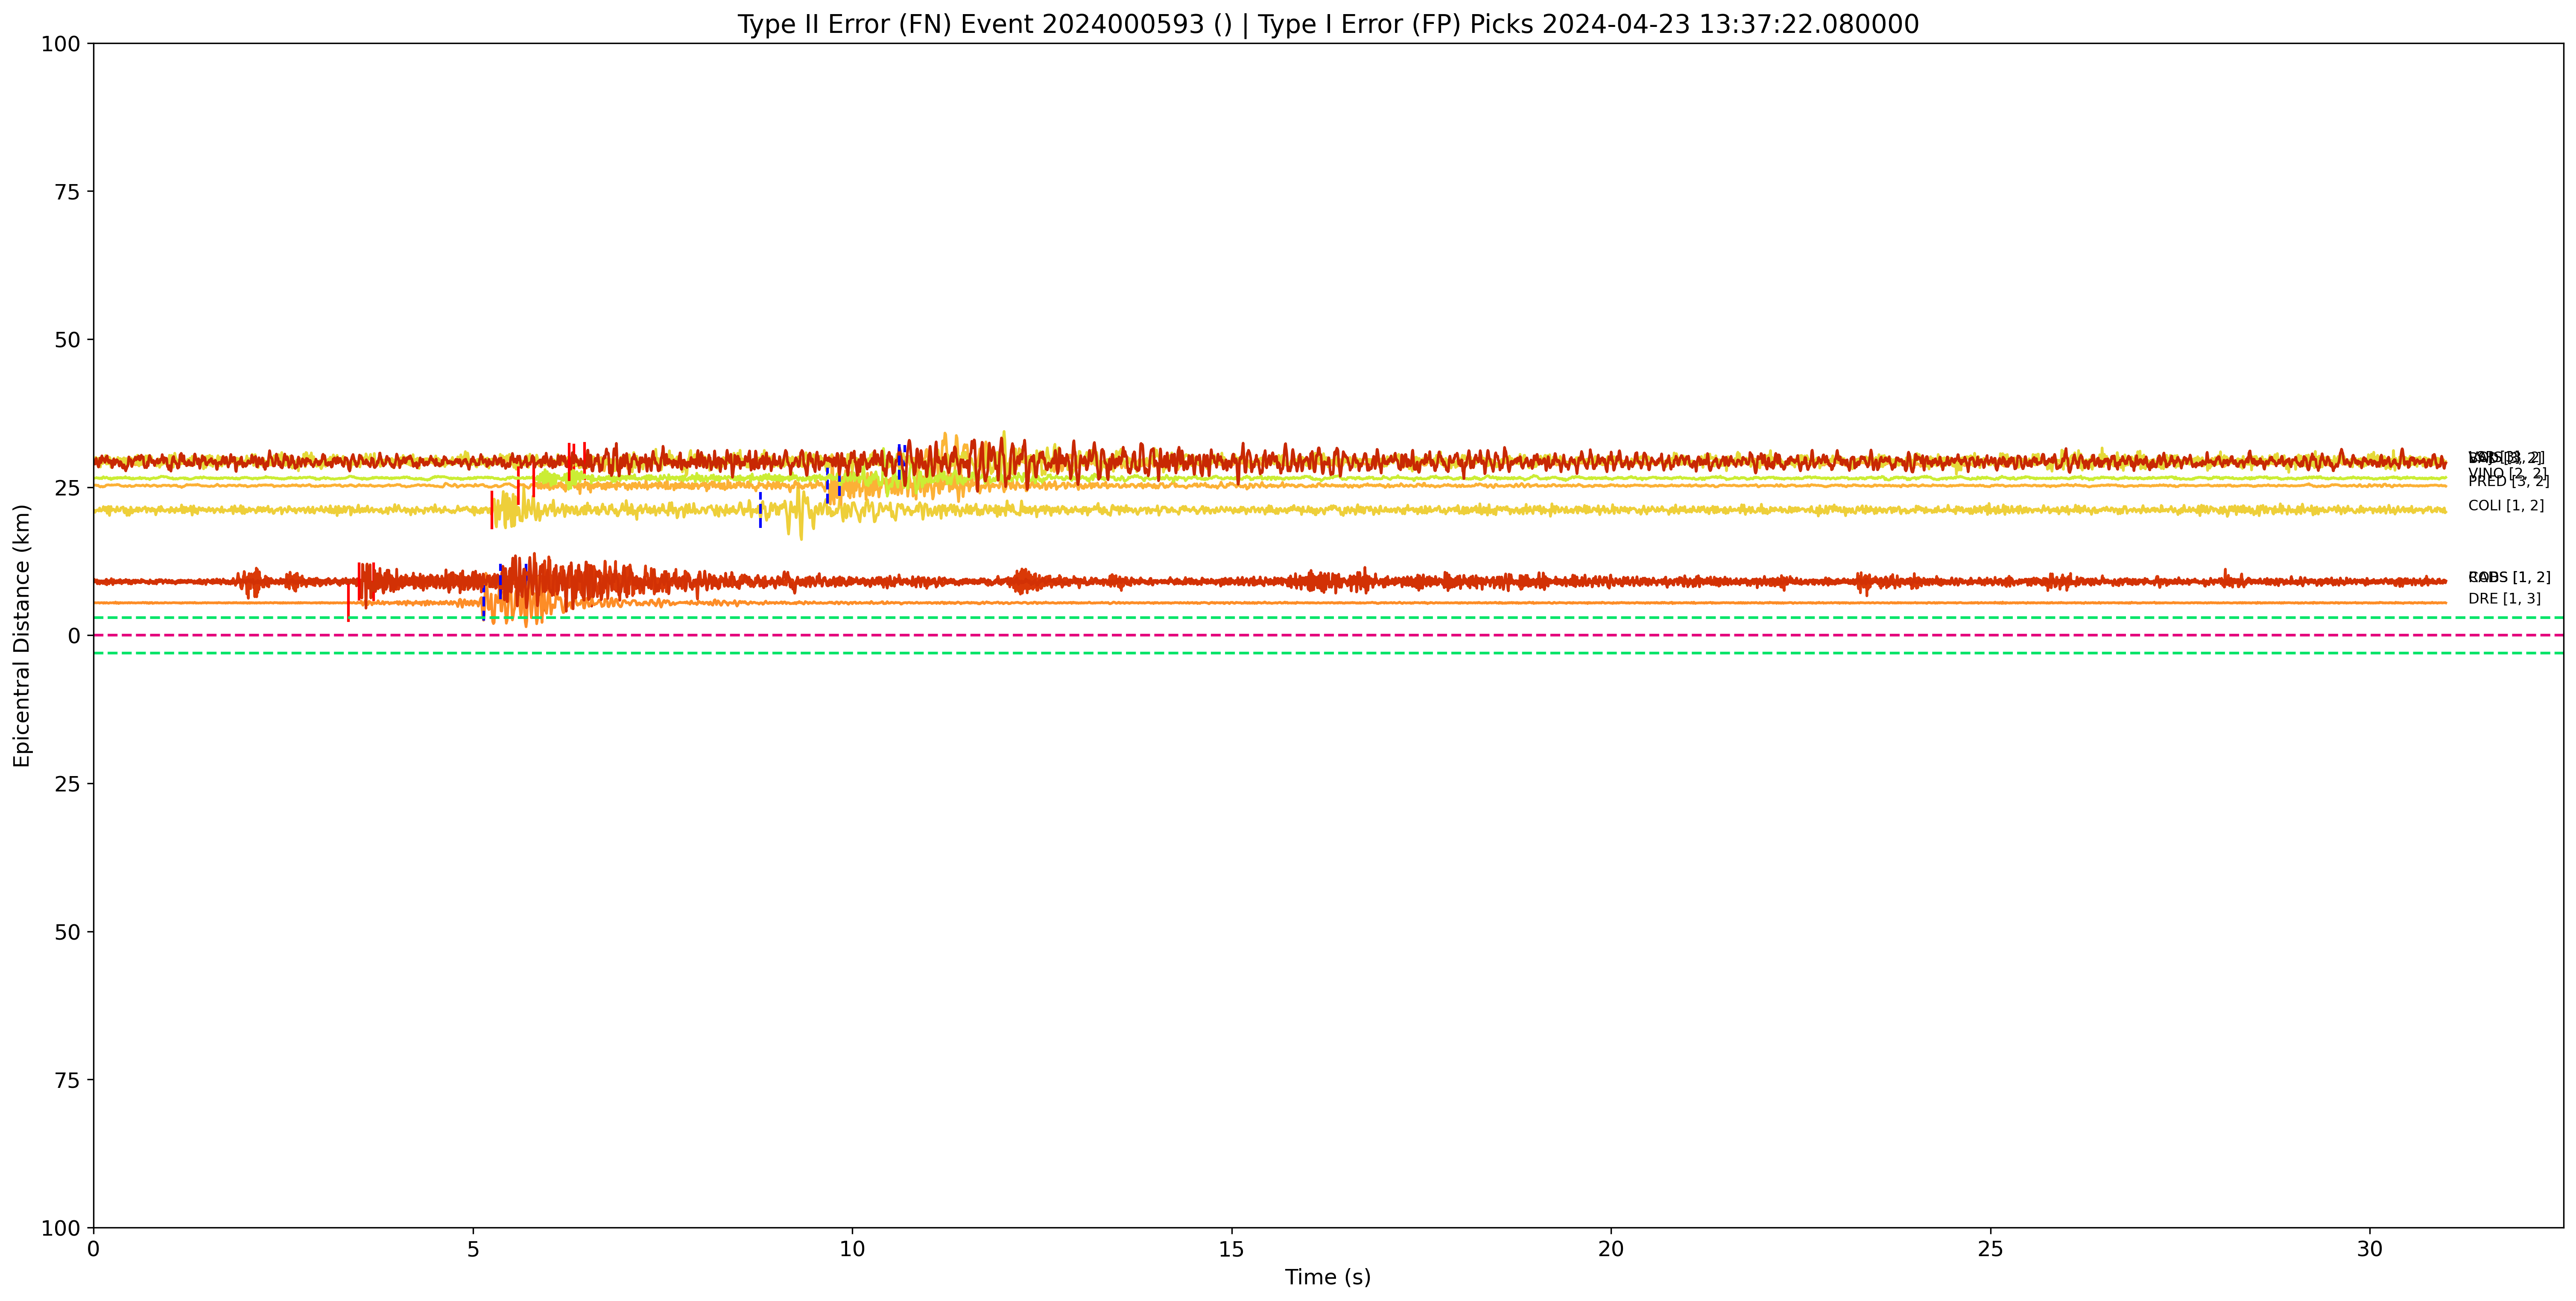 Type II Error (FN) Event 2024000593 () | Type I Error (FP) Picks 2024-04-23 13:37:22.080000
100
75
50
25
0
25
50
75
100
Epicentral Distance (km)
VINO [2, 2]
PRED [3, 2]
COLI [1, 2]
[1, 2]
DRE [1, 3]
0
5
10
15
20
25
30
Time (s)